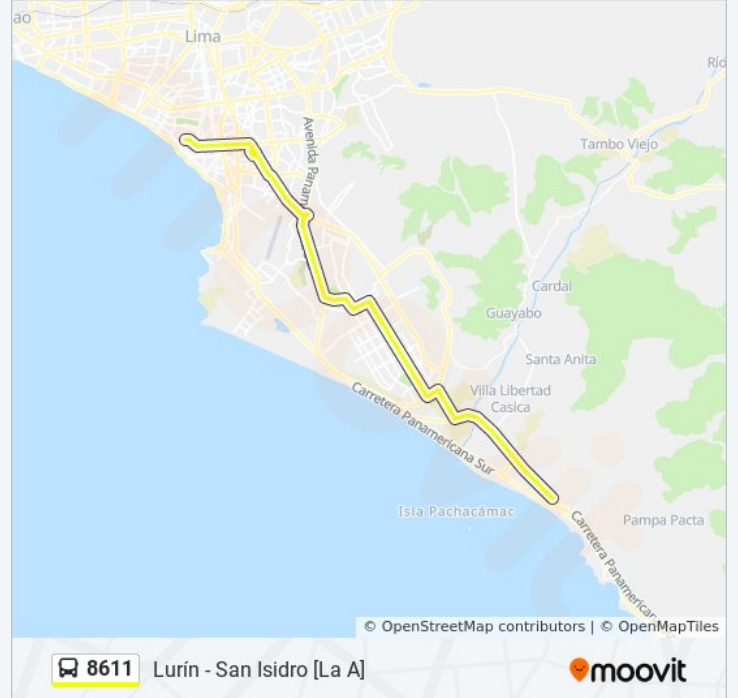 ao
Lima
Río
Avenida Panam
Tambo Viejo
Cardal
Guayabo
Santa Anita
Villa Libertad
Casica
Carretera Panamericana Sur
Isla Pachacámac
Pampa Pacta
Carretera Panamericana
© OpenStreetMap contributors | © OpenMapTiles
8611 Lurín - San Isidro [La A]
moovit